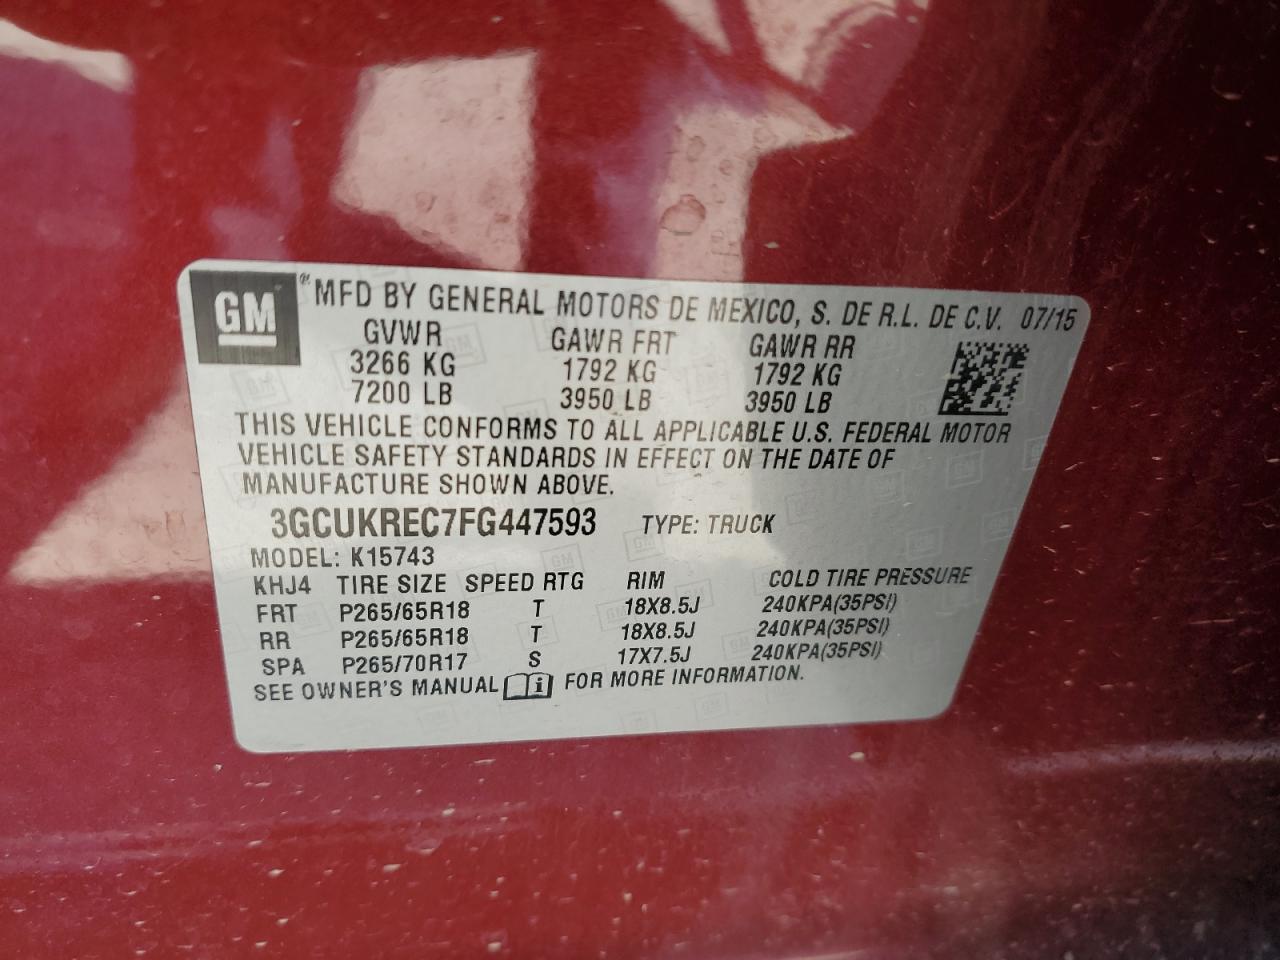 GM ® MFD BY GENERAL MOTORS DE MEXICO, S. DE R.L. DE C.V. 07/15
GVWR GAWR FRT GAWR RR
3266 KG 1792 KG 1792 KG
7200 LB 3950 LB 3950 LB
THIS VEHICLE CONFORMS TO ALL APPLICABLE U.S. FEDERAL MOTOR
VEHICLE SAFETY STANDARDS IN EFFECT ON THE DATE OF
MANUFACTURE SHOWN ABOVE.
3GCUKREC7FG447593 TYPE: TRUCK
MODEL: K15743
KHJ4 TIRE SIZE SPEED RTG RIM COLD TIRE PRESSURE
FRT P265/65R18 T 18X8.5J 240KPA(35PSI)
RR P265/65R18 T 18X8.5J 240KPA(35PSI)
SPA P265/70R17 S 17X7.5J 240KPA(35PSI)
SEE OWNER'S MANUAL i FOR MORE INFORMATION.